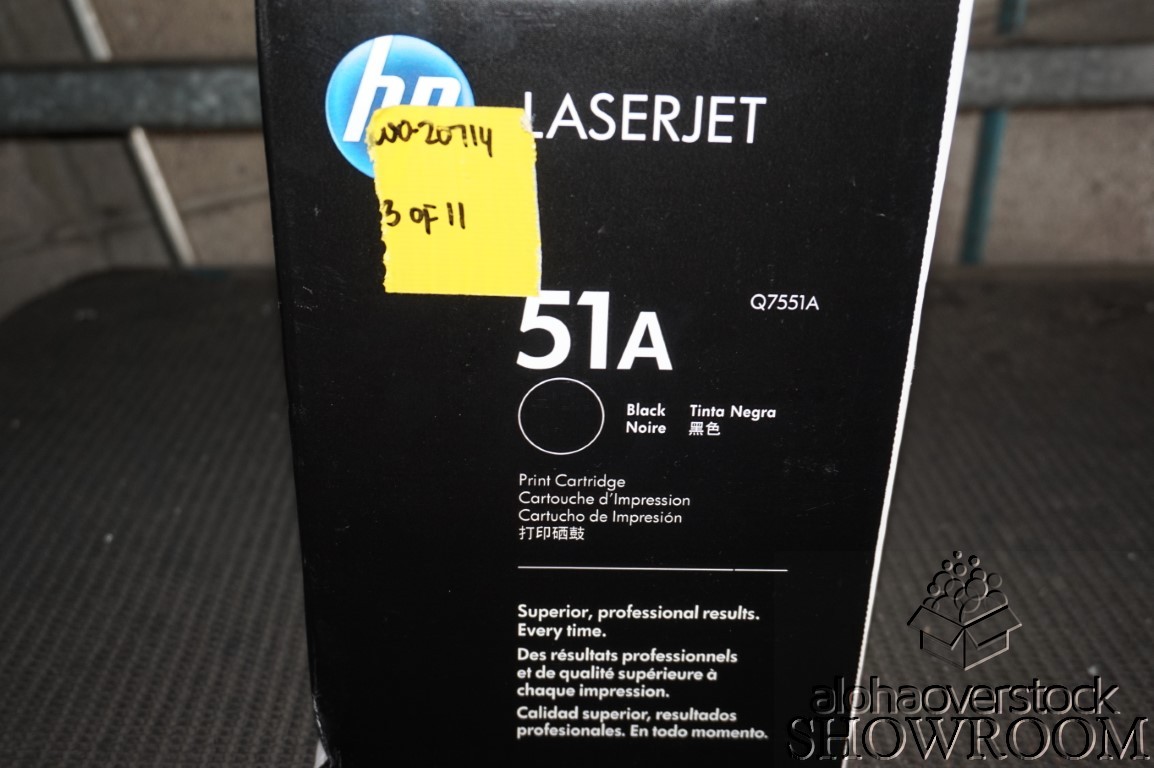 hp LASERJET
00-20714
3 OF 11
51A
Q7551A
Black Tinta Negra
Noire 黑色
Print Cartridge
Cartouche d'Impression
Cartucho de Impresión
打印硒鼓
Superior, professional results.
Every time.
Des résultats professionnels
et de qualité supérieure à
chaque impression.
Calidad superior, resultados
profesionales. En todo momento.
alphaoverstock
SHOWROOM